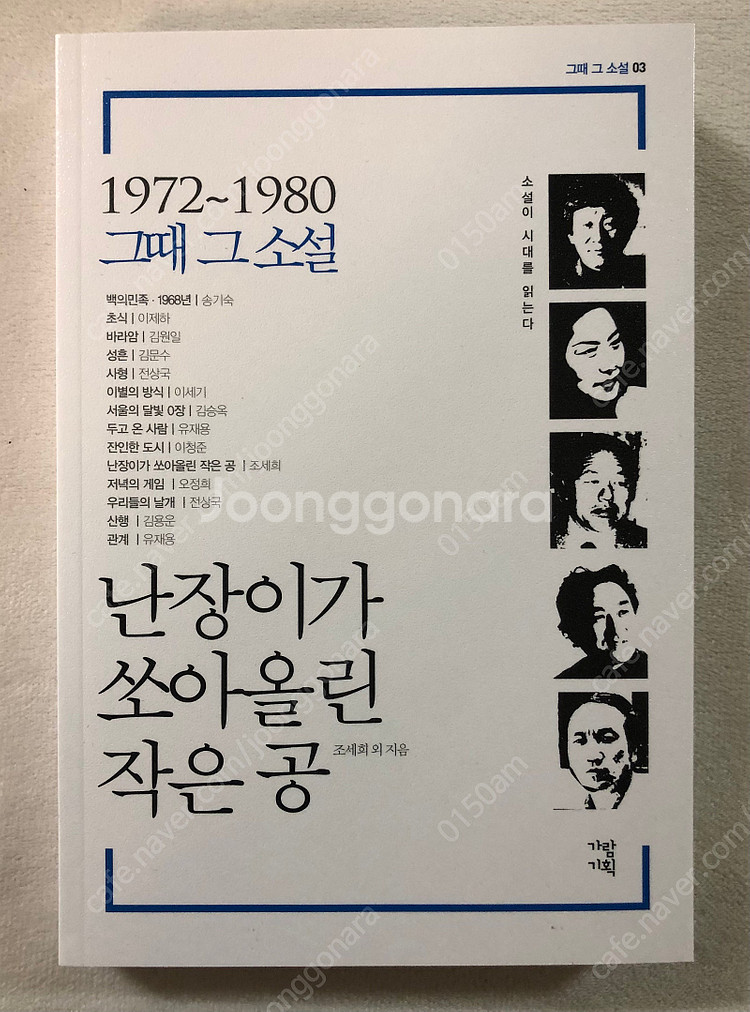 그때 그 소설 03
1972~1980
그때 그 소설
소설이 시대를 읽는다
백의민족 · 1968년 | 송기숙
초식 | 이제하
바라암 | 김원일
성흔 | 김문수
사형 | 전상국
이별의 방식 | 이세기
서울의 달빛 0장 | 김승옥
두고 온 사람 | 유재용
잔인한 도시 | 이청준
난장이가 쏘아올린 작은 공 | 조세희
저녁의 게임 | 오정희
우리들의 날개 | 전상국
산행 | 김용운
관계 | 유재용
난장이가
쏘아올린
작은 공
조세희 외 지음
가람
기획
Joonggonara
cafe.naver.com/joonggonara
0150am